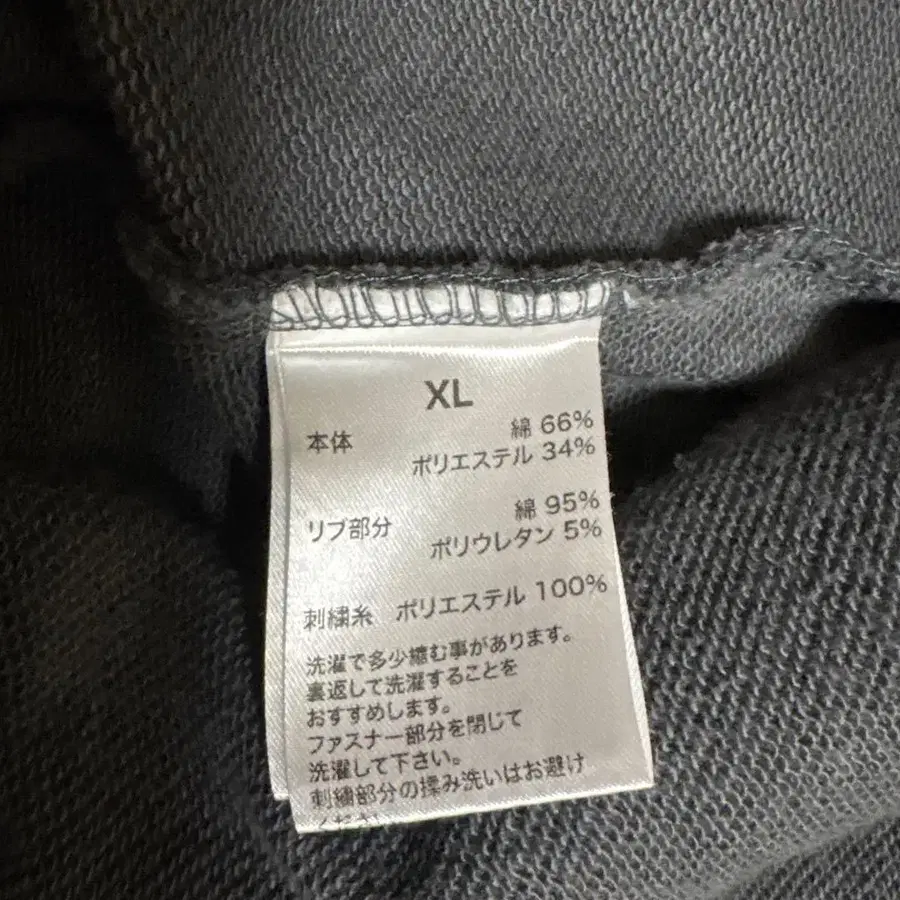 XL
本体 綿 66%
ポリエステル 34%
リブ部分 綿 95%
ポリウレタン 5%
刺繍糸 ポリエステル 100%
洗濯で多少縮む事があります。
裏返して洗濯することを
おすすめします。
ファスナー部分を閉じて
洗濯して下さい。
刺繍部分の揉み洗いはお避け